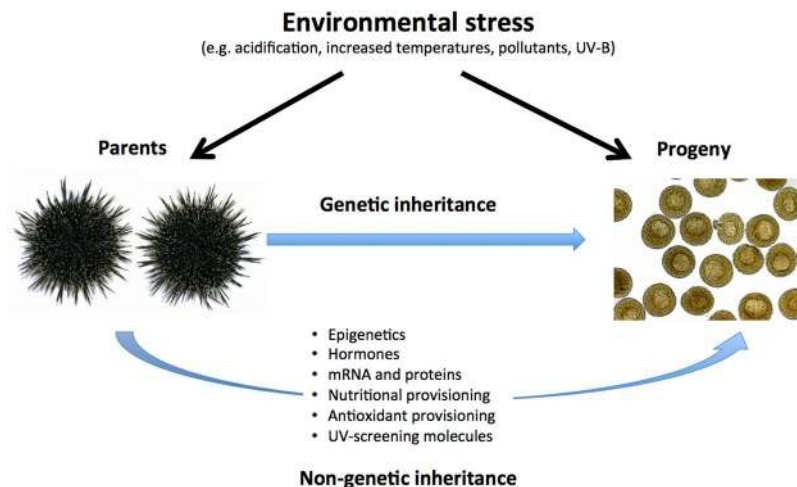 Environmental stress
(e.g. acidification, increased temperatures, pollutants, UV-B)
Parents
Progeny
Genetic inheritance
• Epigenetics
• Hormones
• mRNA and proteins
• Nutritional provisioning
• Antioxidant provisioning
• UV-screening molecules
Non-genetic inheritance